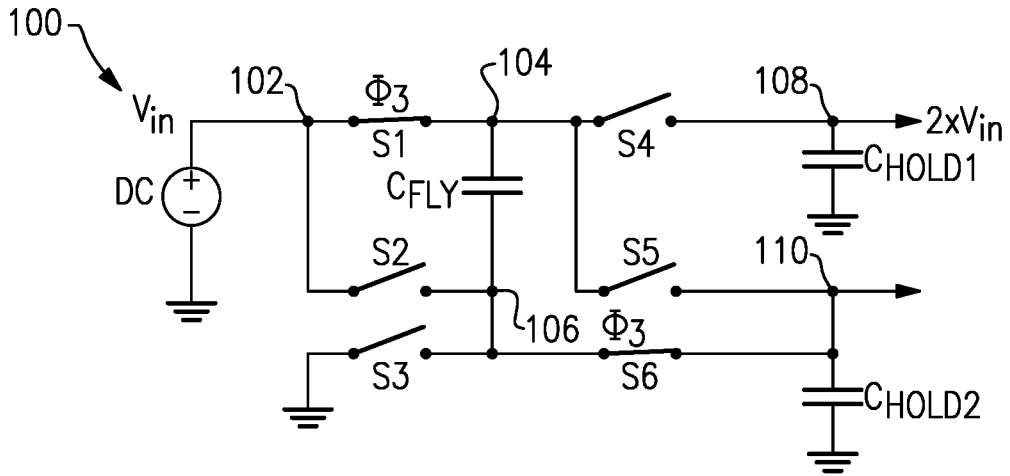 100
102
104
108
Vin
Φ3
S1
S4
2xVin
DC
+
−
CFLY
CHOLD1
S2
S5
110
106
Φ3
S3
S6
CHOLD2